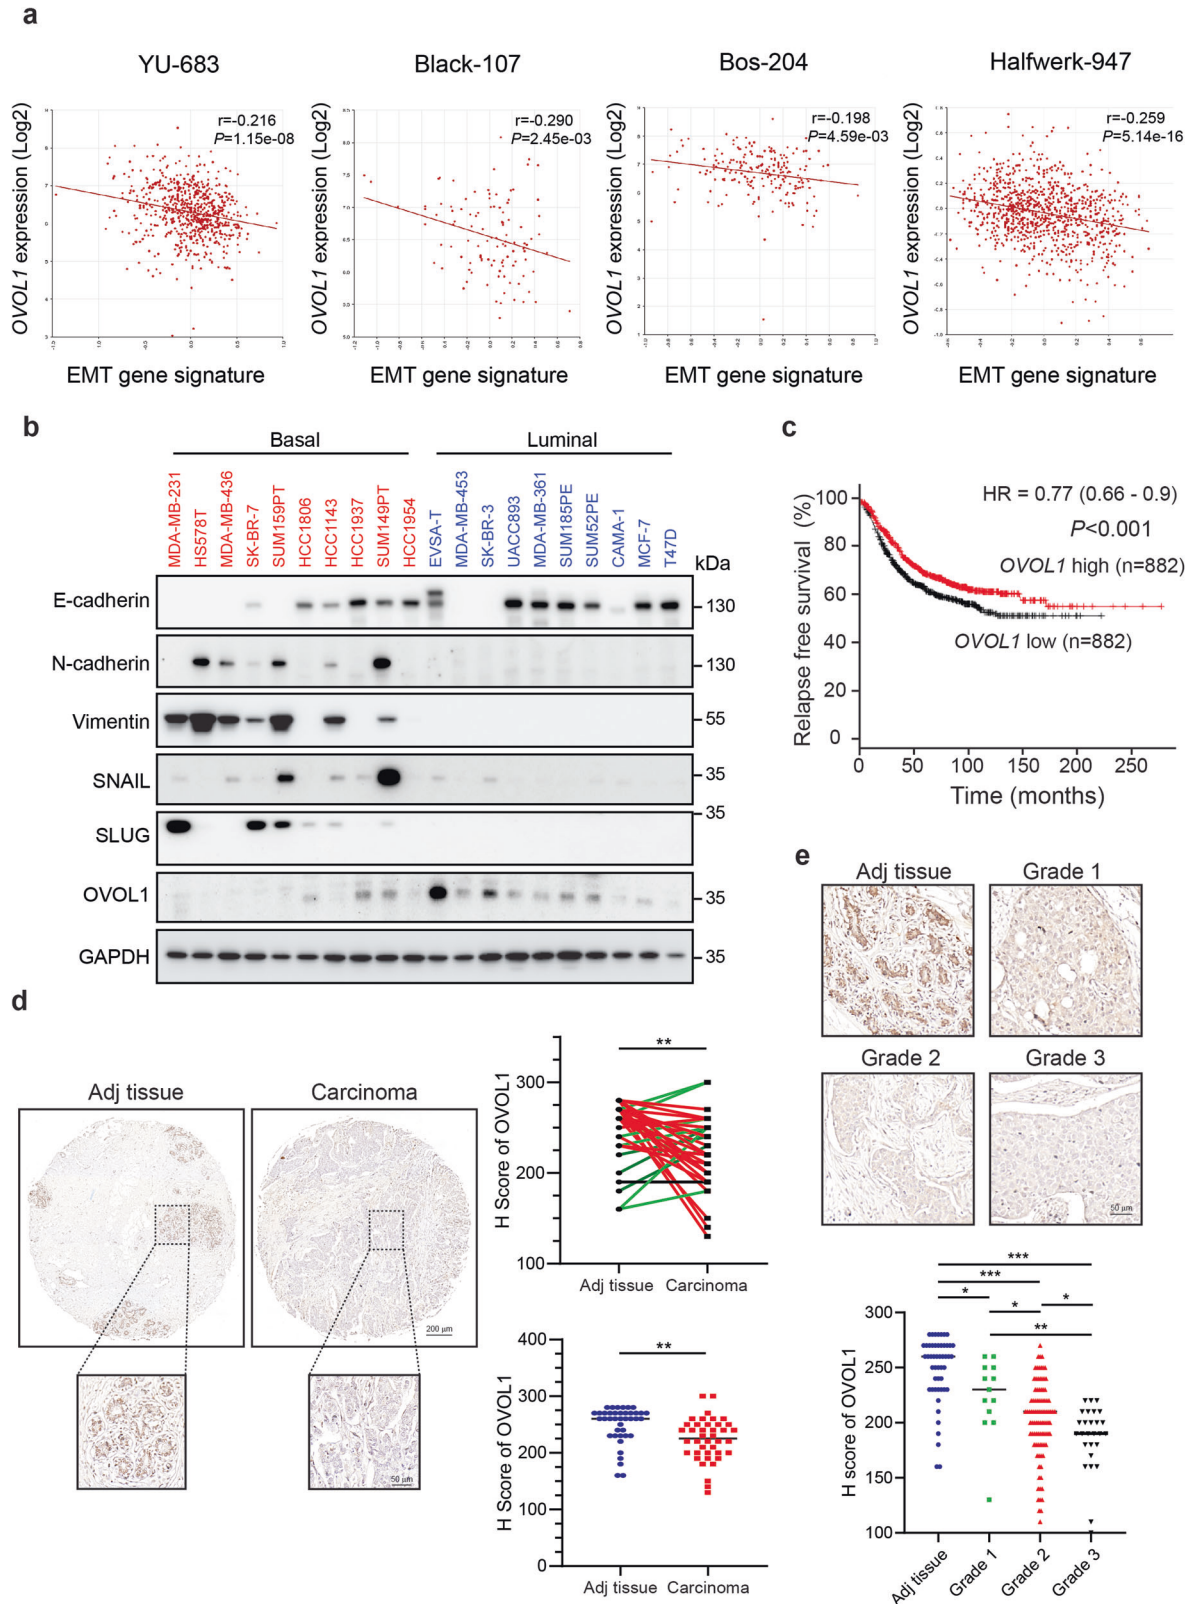 a
YU-683
Black-107
Bos-204
Halfwerk-947
r=-0.216
P=1.15e-08
r=-0.290
P=2.45e-03
r=-0.198
P=4.59e-03
r=-0.259
P=5.14e-16
OVOL1 expression (Log2)
OVOL1 expression (Log2)
OVOL1 expression (Log2)
OVOL1 expression (Log2)
EMT gene signature
EMT gene signature
EMT gene signature
EMT gene signature
b
Basal
Luminal
MDA-MB-231
HS578T
MDA-MB-436
SK-BR-7
SUM159PT
HCC1806
HCC1143
HCC1937
SUM149PT
HCC1954
EVSA-T
MDA-MB-453
SK-BR-3
UACC893
MDA-MB-361
SUM185PE
SUM52PE
CAMA-1
MCF-7
T47D
kDa
E-cadherin
130
N-cadherin
130
Vimentin
55
SNAIL
35
35
SLUG
OVOL1
35
GAPDH
35
c
HR = 0.77 (0.66 - 0.9)
P<0.001
OVOL1 high (n=882)
OVOL1 low (n=882)
Relapse free survival (%)
100
80
60
40
20
0
0 50 100 150 200 250
Time (months)
d
Adj tissue
Carcinoma
200 µm
50 µm
**
H Score of OVOL1
300
200
100
Adj tissue Carcinoma
**
H Score of OVOL1
400
300
200
100
0
Adj tissue Carcinoma
e
Adj tissue
Grade 1
Grade 2
Grade 3
50 µm
***
***
* * *
**
H score of OVOL1
300
250
200
150
100
Adj tissue
Grade 1
Grade 2
Grade 3